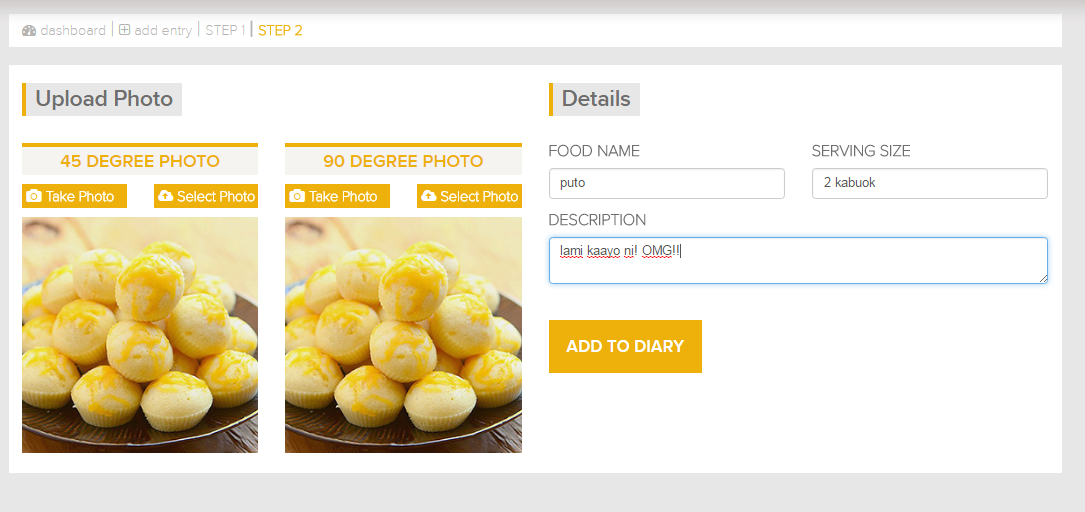 dashboard | add entry | STEP 1 | STEP 2
Upload Photo
45 DEGREE PHOTO
Take Photo
Select Photo
90 DEGREE PHOTO
Take Photo
Select Photo
Details
FOOD NAME
puto
SERVING SIZE
2 kabuok
DESCRIPTION
lami kaayo ni! OMG!!
ADD TO DIARY